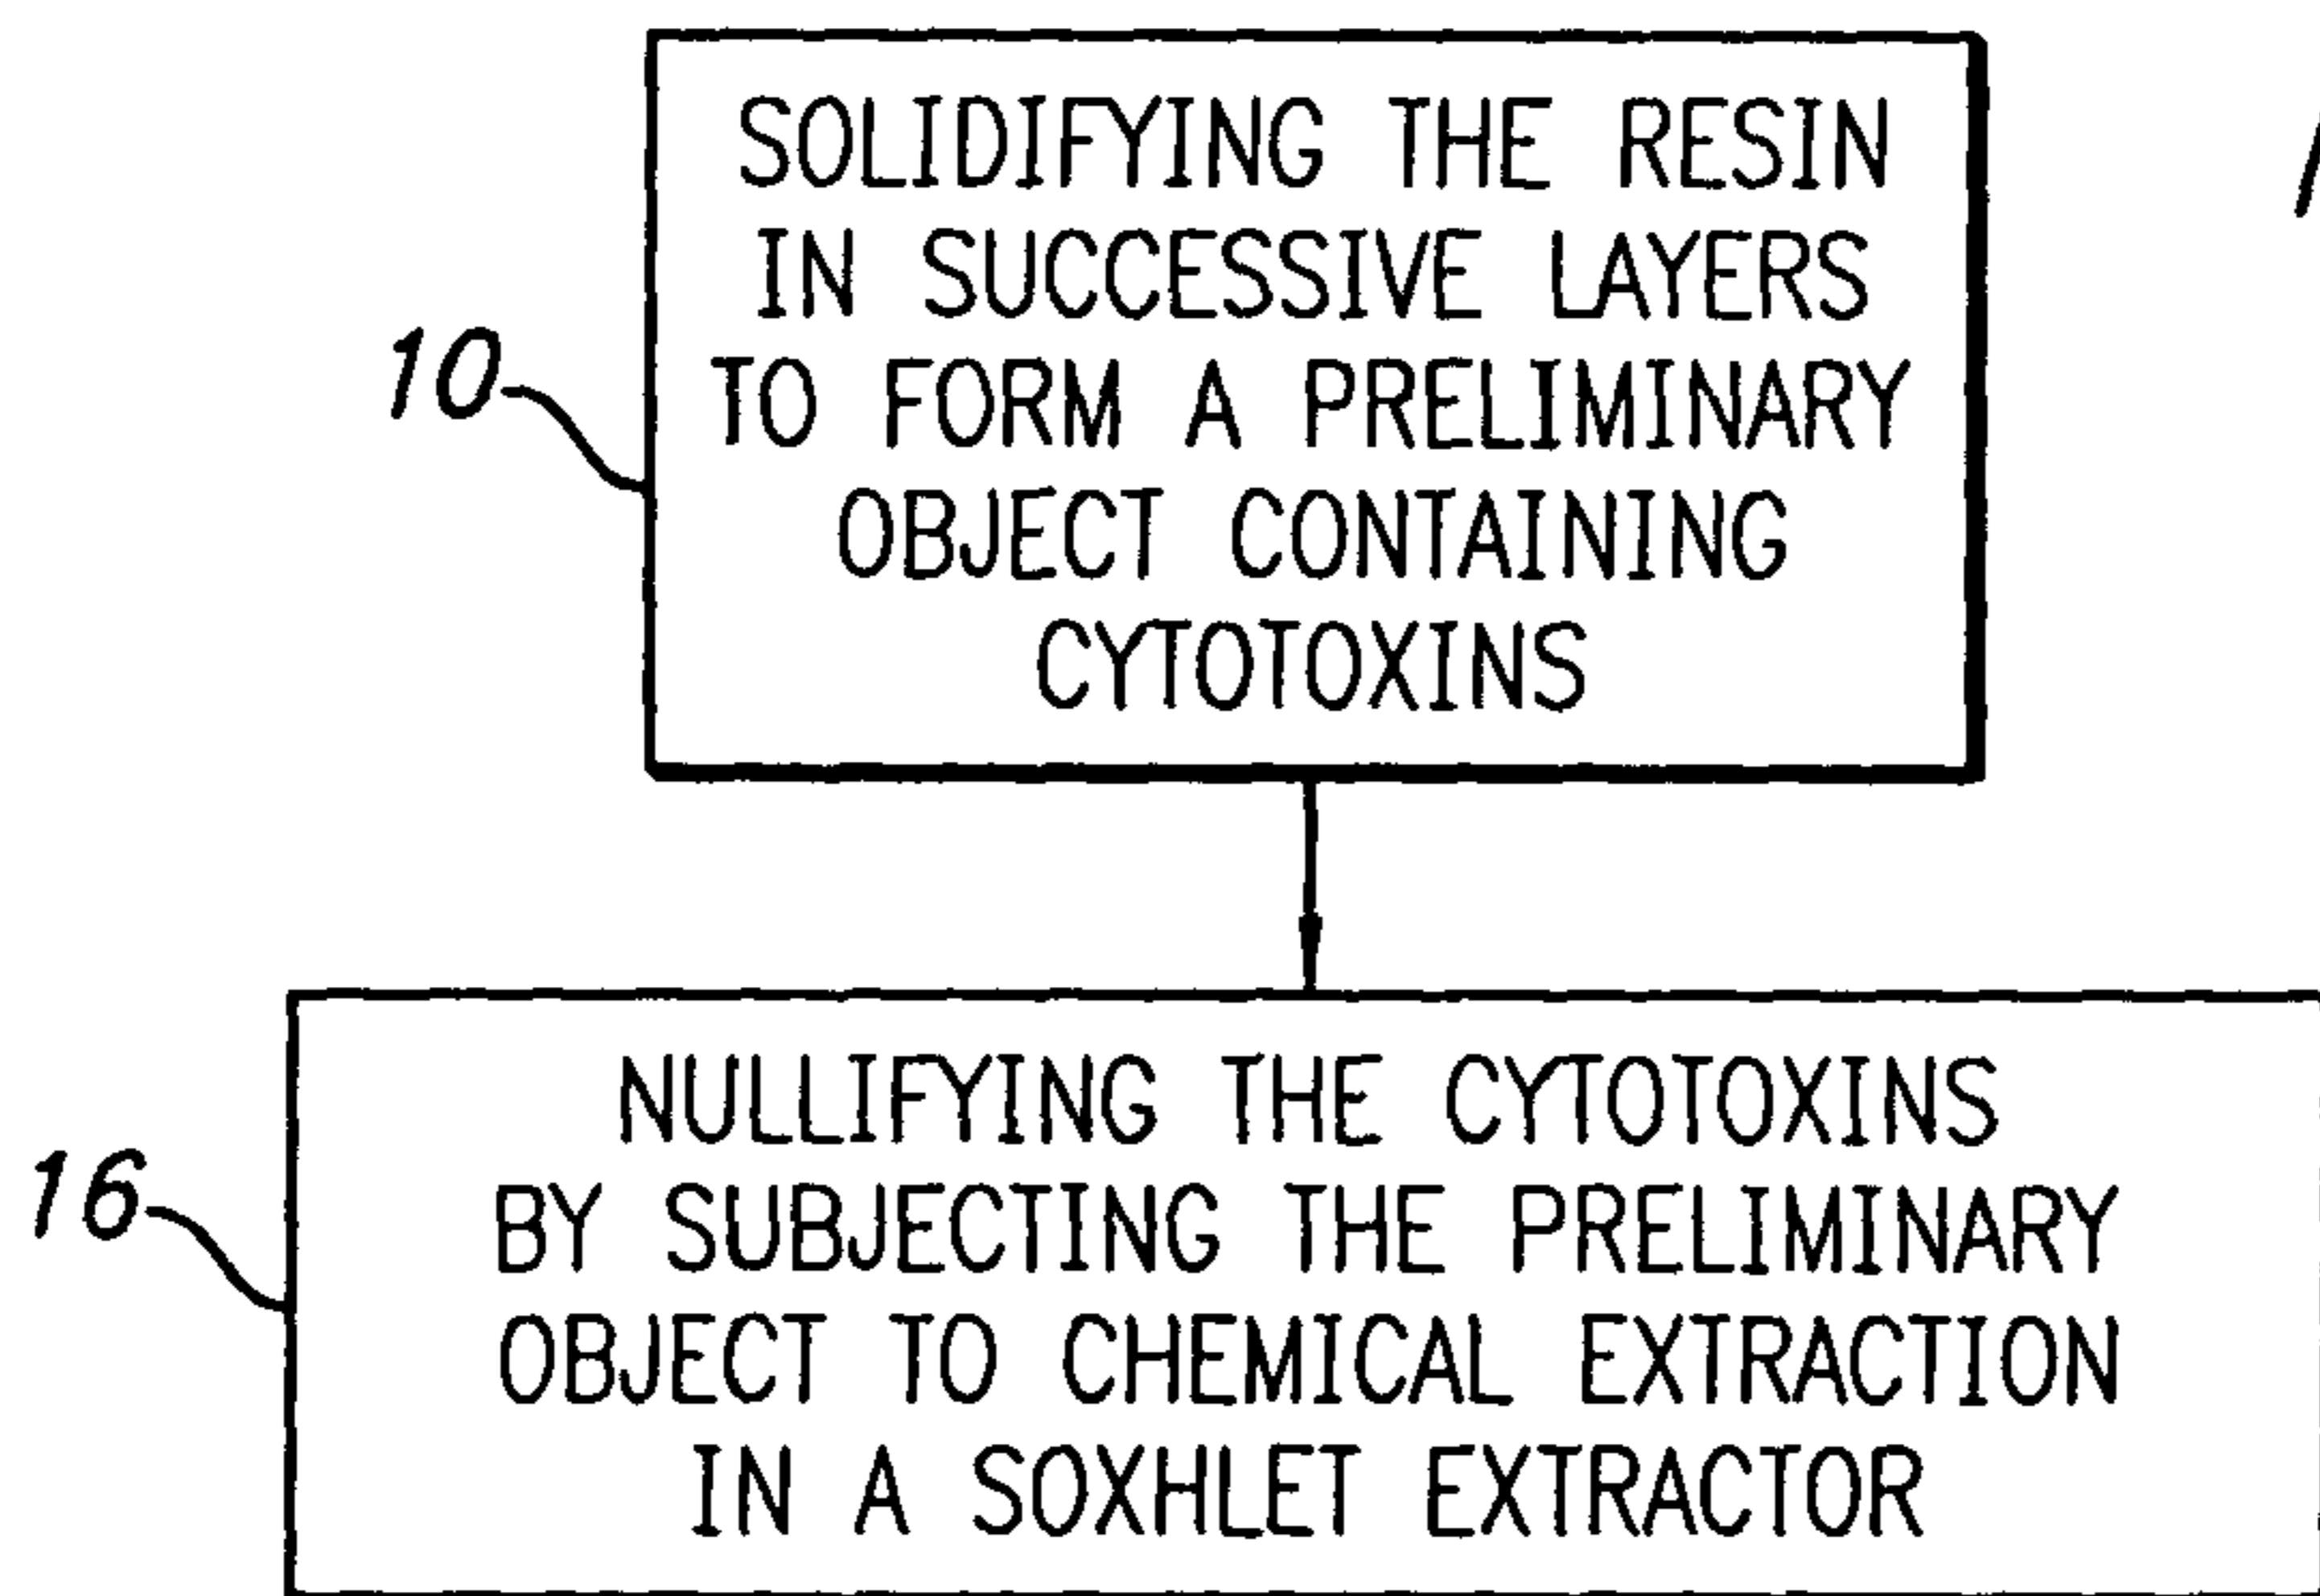 SOLIDIFYING THE RESIN
IN SUCCESSIVE LAYERS
TO FORM A PRELIMINARY
OBJECT CONTAINING
CYTOTOXINS
10
NULLIFYING THE CYTOTOXINS
BY SUBJECTING THE PRELIMINARY
OBJECT TO CHEMICAL EXTRACTION
IN A SOXHLET EXTRACTOR
16